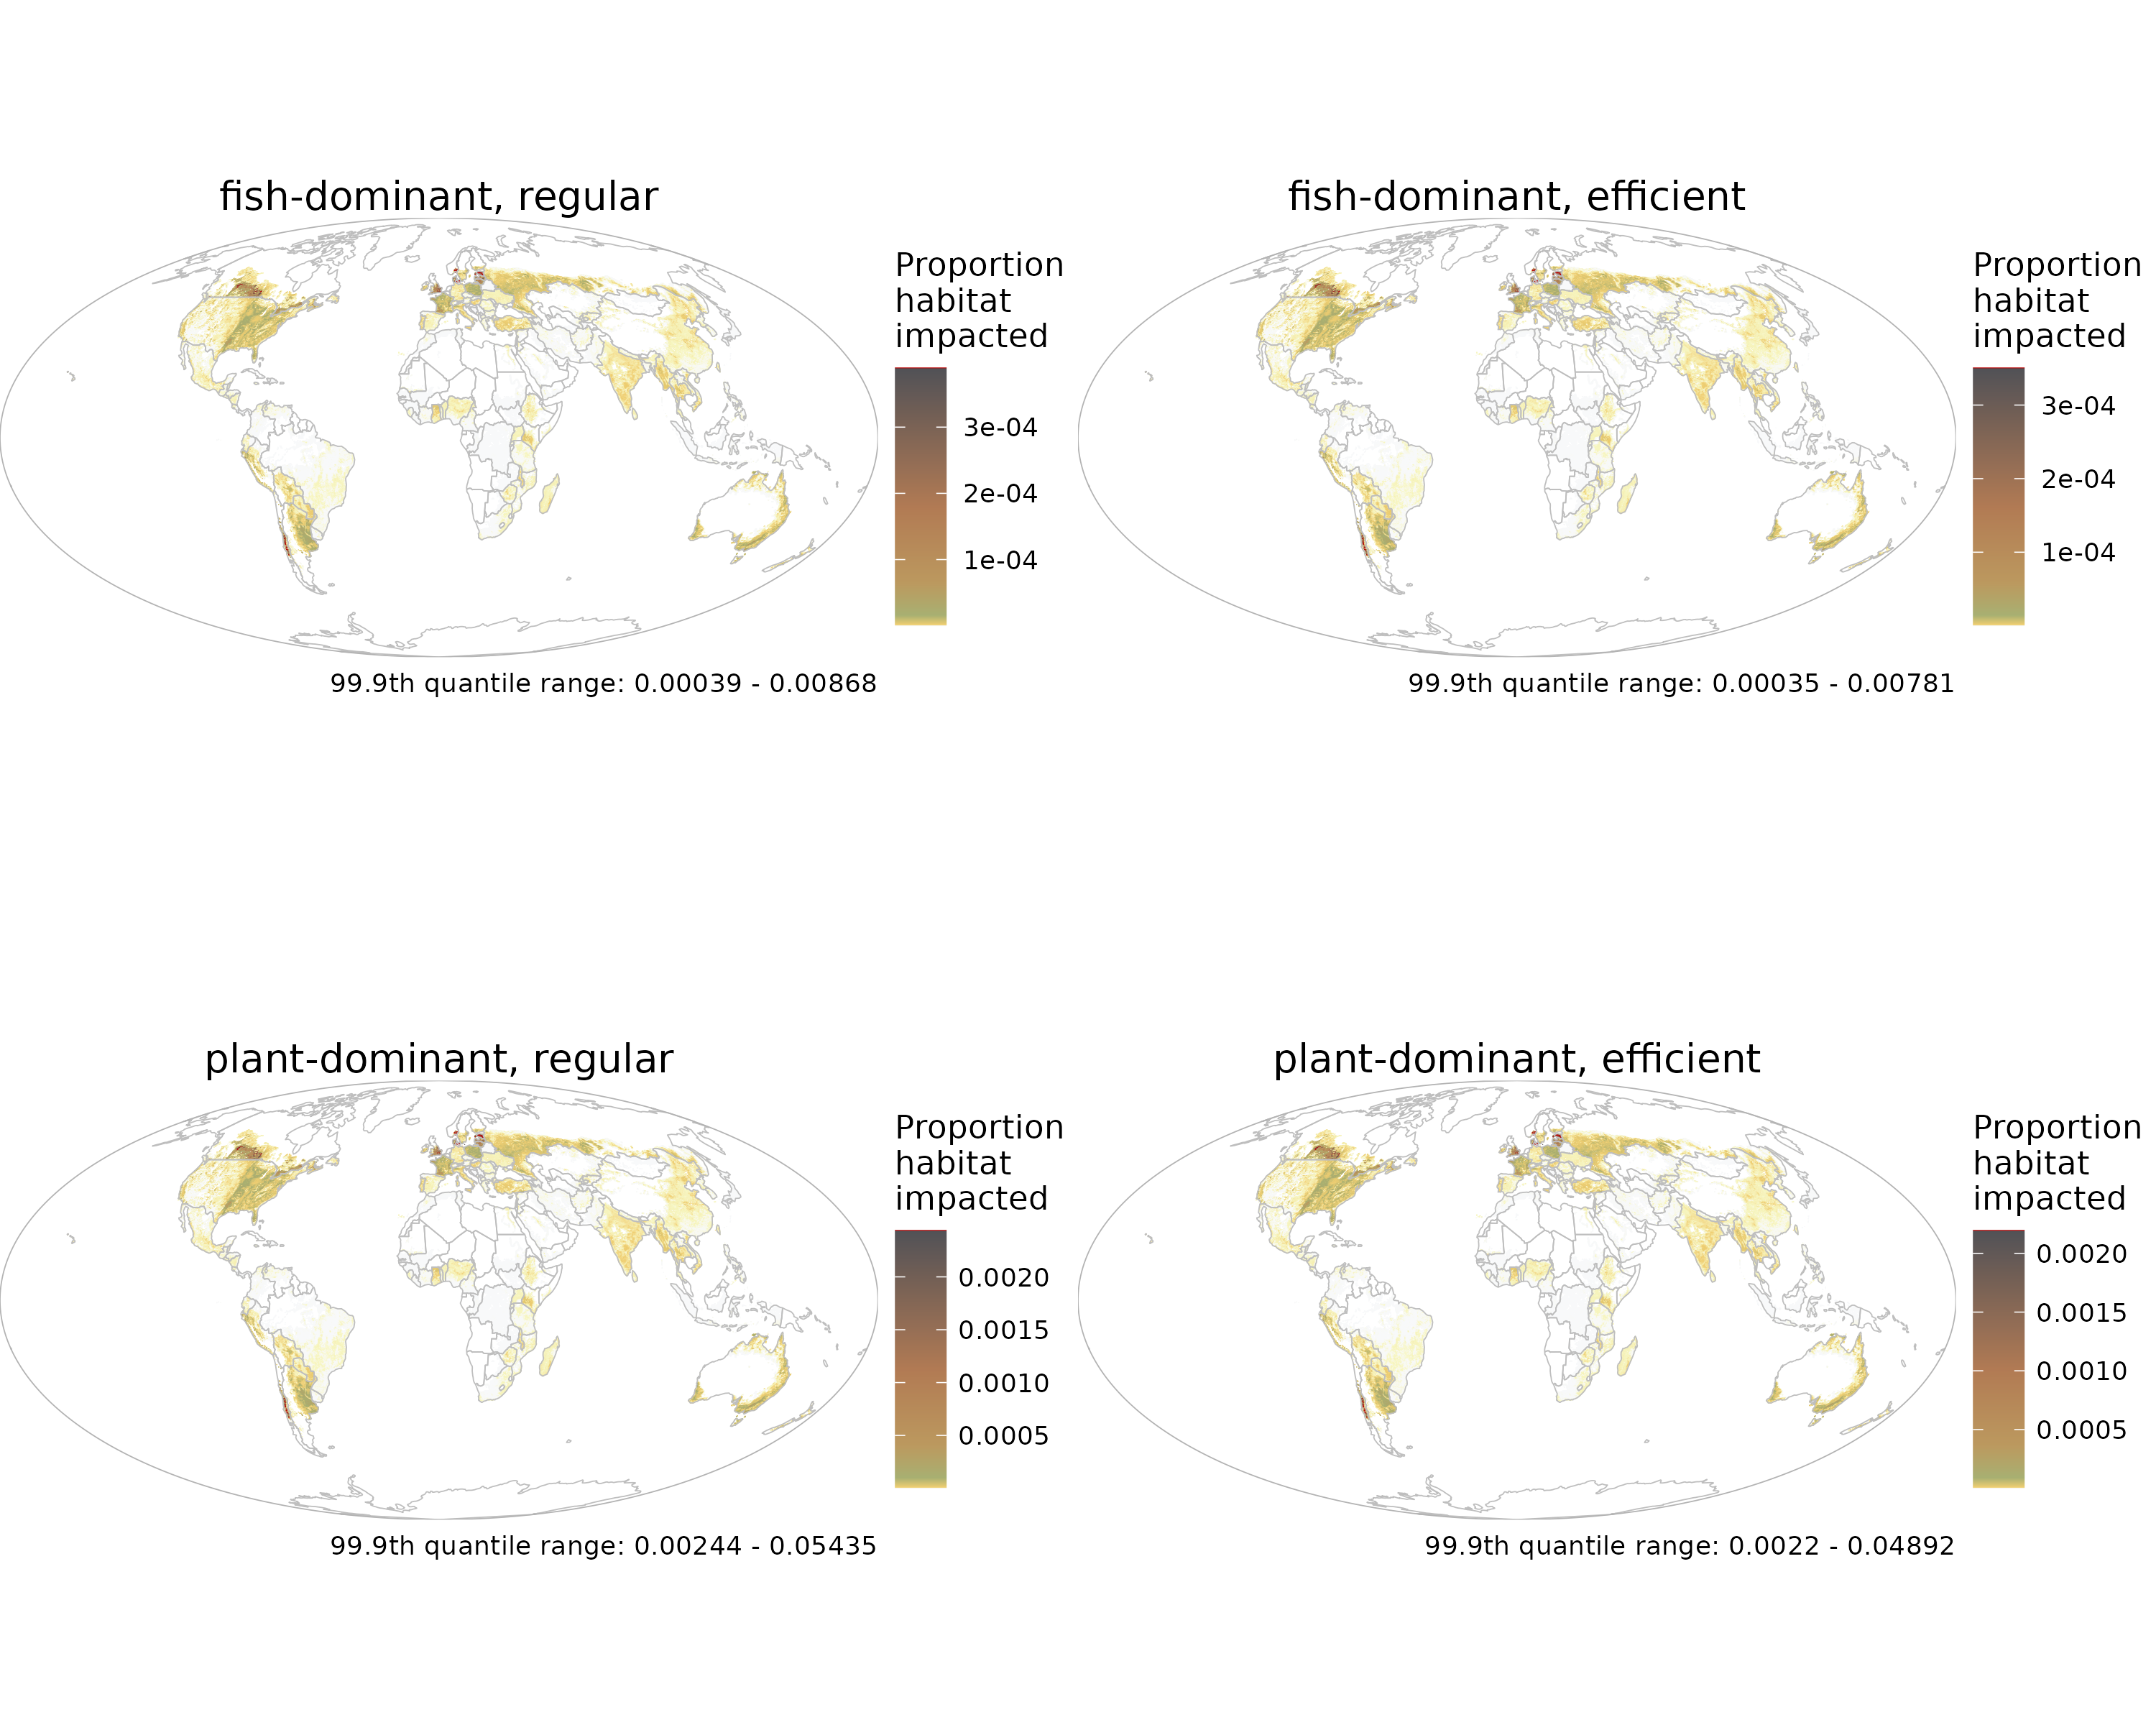 fish-dominant, regular
Proportion
habitat
impacted
3e-04
2e-04
1e-04
99.9th quantile range: 0.00039 - 0.00868
fish-dominant, efficient
Proportion
habitat
impacted
3e-04
2e-04
1e-04
99.9th quantile range: 0.00035 - 0.00781
plant-dominant, regular
Proportion
habitat
impacted
0.0020
0.0015
0.0010
0.0005
99.9th quantile range: 0.00244 - 0.05435
plant-dominant, efficient
Proportion
habitat
impacted
0.0020
0.0015
0.0010
0.0005
99.9th quantile range: 0.0022 - 0.04892